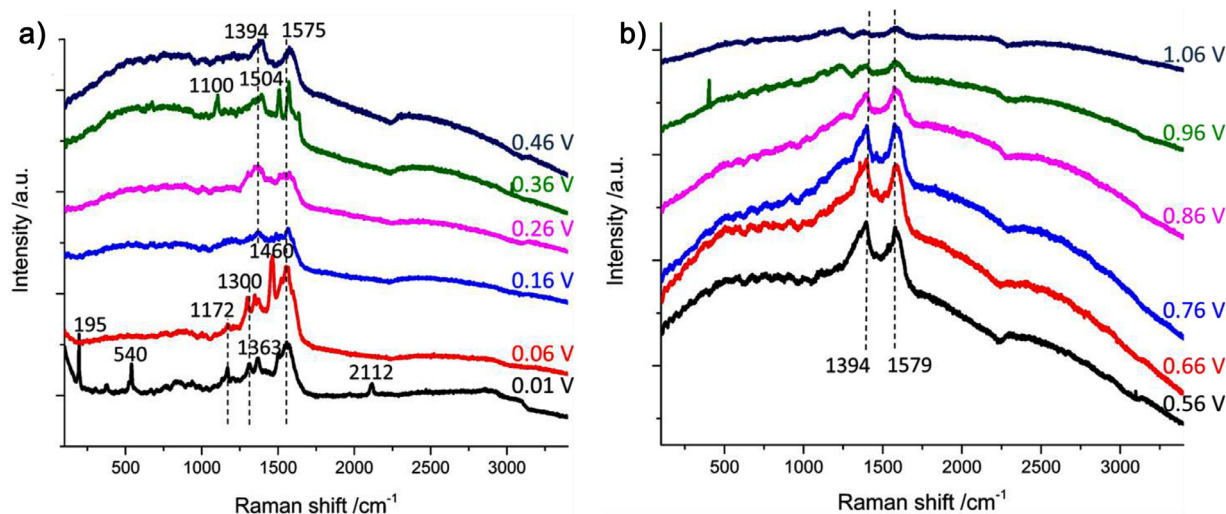 a)
1394 1575
1100 1504
0.46 V
0.36 V
0.26 V
1460
0.16 V
1300
1172
195
1363
0.06 V
540
2112
0.01 V
Intensity /a.u.
500 1000 1500 2000 2500 3000
Raman shift /cm-1
b)
1.06 V
0.96 V
0.86 V
0.76 V
1394 1579
0.66 V
0.56 V
Intensity /a.u.
500 1000 1500 2000 2500 3000
Raman shift /cm-1